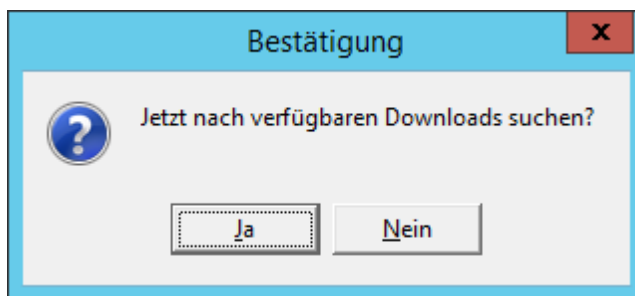 Bestätigung
x
Jetzt nach verfügbaren Downloads suchen?
Ja
Nein